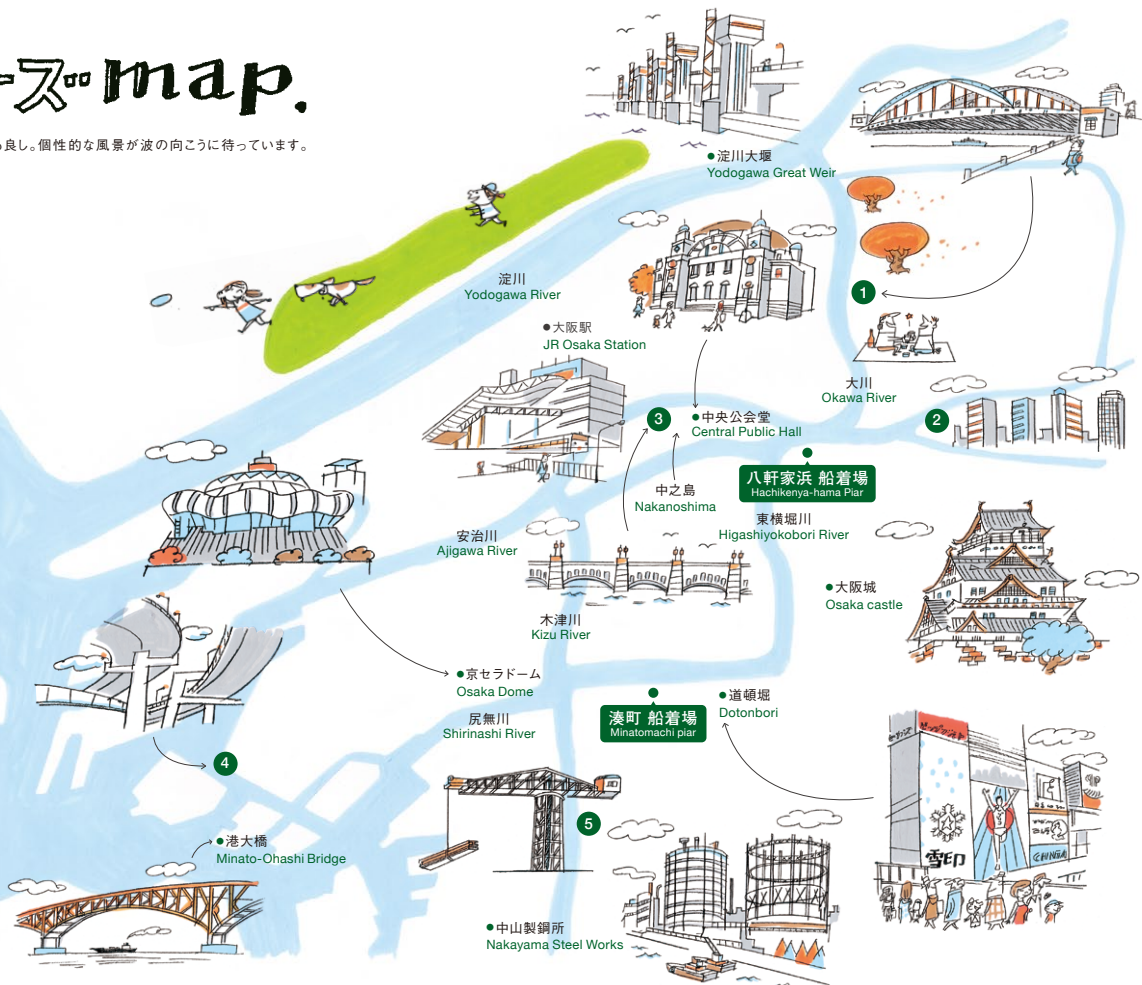 ーズ map.
良し。個性的な風景が波の向こうに待っています。
淀川大堰
Yodogawa Great Weir
淀川
Yodogawa River
1
大阪駅
JR Osaka Station
大川
Okawa River
3
中央公会堂
Central Public Hall
2
八軒家浜 船着場
Hachikenya-hama Piar
中之島
Nakanoshima
東横堀川
Higashiyokobori River
安治川
Ajigawa River
大阪城
Osaka castle
木津川
Kizu River
京セラドーム
Osaka Dome
道頓堀
Dotonbori
湊町 船着場
Minatomachi piar
尻無川
Shirinashi River
4
5
港大橋
Minato-Ohashi Bridge
雪印
中山製鋼所
Nakayama Steel Works